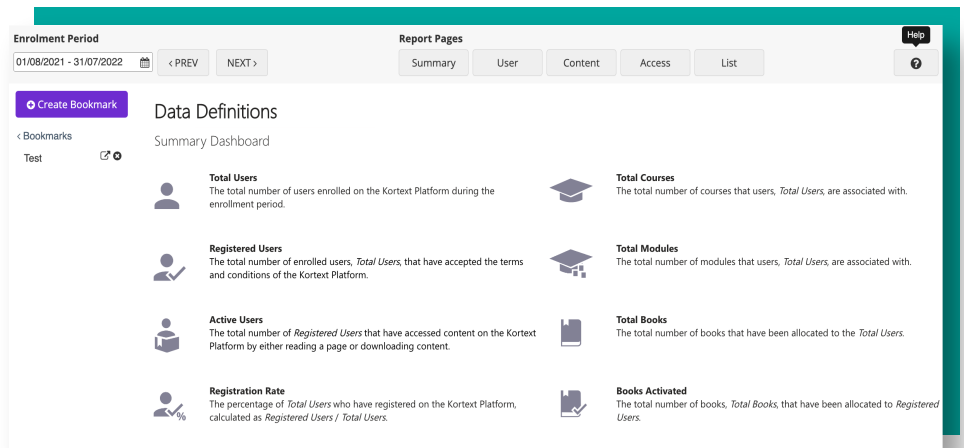 Enrolment Period
Report Pages
Help
01/08/2021 - 31/07/2022
< PREV
NEXT >
Summary
User
Content
Access
List
?
Create Bookmark
< Bookmarks
Test
Data Definitions
Summary Dashboard
Total Users
The total number of users enrolled on the Kortext Platform during the
enrollment period.
Total Courses
The total number of courses that users, Total Users, are associated with.
Registered Users
The total number of enrolled users, Total Users, that have accepted the terms
and conditions of the Kortext Platform.
Total Modules
The total number of modules that users, Total Users, are associated with.
Active Users
The total number of Registered Users that have accessed content on the Kortext
Platform by either reading a page or downloading content.
Total Books
The total number of books that have been allocated to the Total Users.
Registration Rate
The percentage of Total Users who have registered on the Kortext Platform,
calculated as Registered Users / Total Users.
%
Books Activated
The total number of books, Total Books, that have been allocated to Registered
Users.